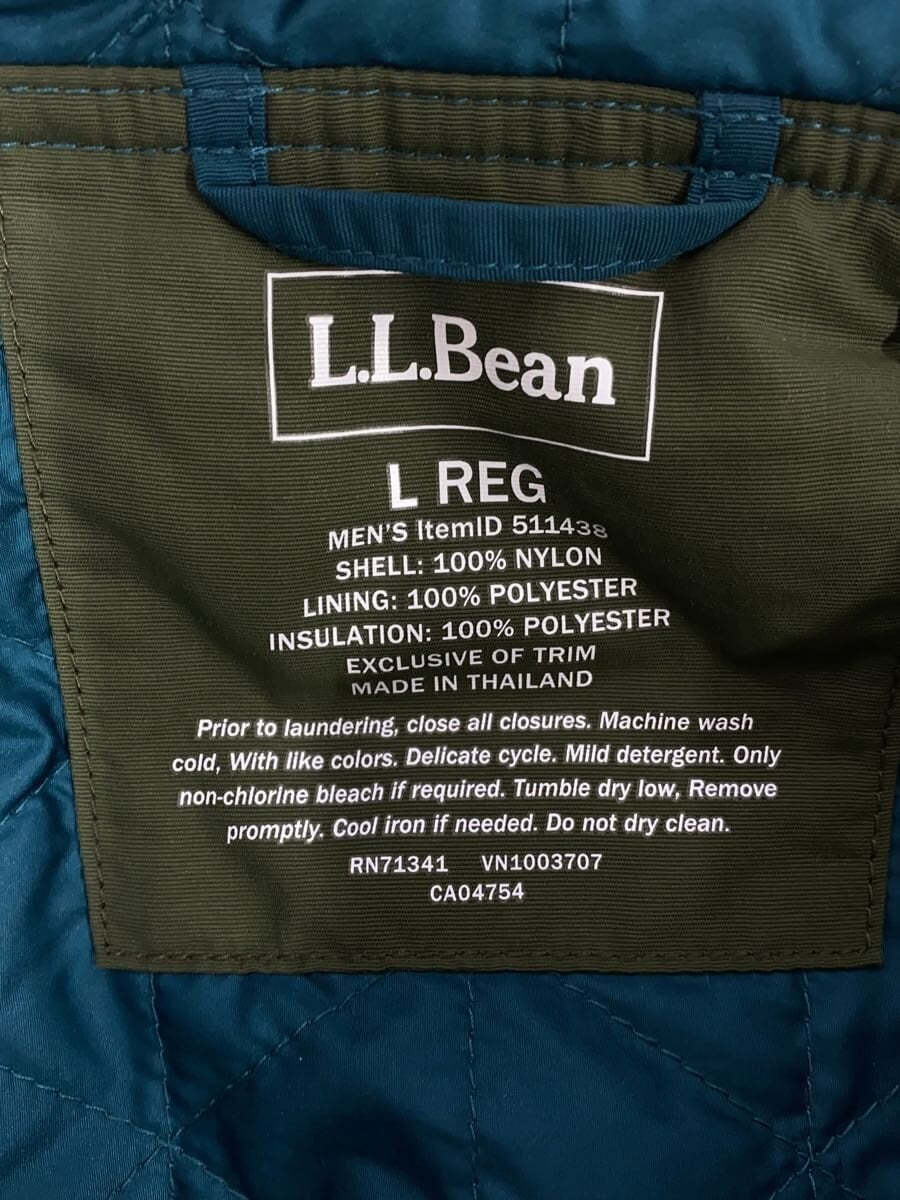 L.L.Bean
L REG
MEN'S ItemID 511438
SHELL: 100% NYLON
LINING: 100% POLYESTER
INSULATION: 100% POLYESTER
EXCLUSIVE OF TRIM
MADE IN THAILAND
Prior to laundering, close all closures. Machine wash
cold, With like colors. Delicate cycle. Mild detergent. Only
non-chlorine bleach if required. Tumble dry low, Remove
promptly. Cool iron if needed. Do not dry clean.
RN71341 VN1003707
CA04754